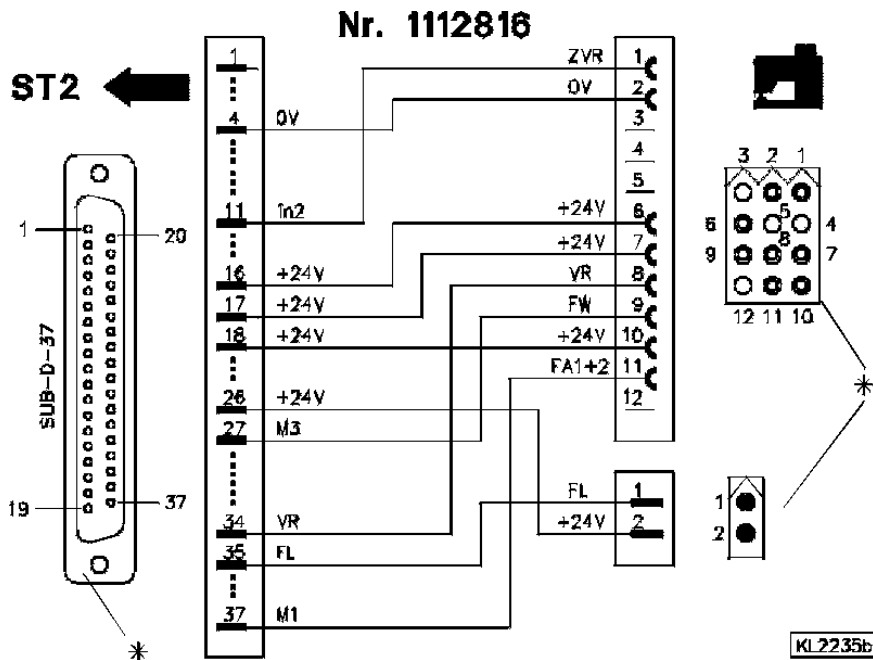 Nr. 1112816
ST2
SUB-D-37
1
20
19
37
*
1
4 0V
11 In2
16 +24V
17 +24V
18 +24V
26 +24V
27 M3
34 VR
35 FL
37 M1
ZVR 1
0V 2
3
4
5
+24V 6
+24V 7
VR 8
FW 9
+24V 10
FA1+2 11
12
FL 1
+24V 2
3 2 1
5
6 4
8
9 7
12 11 10
*
1
2
KL2235b